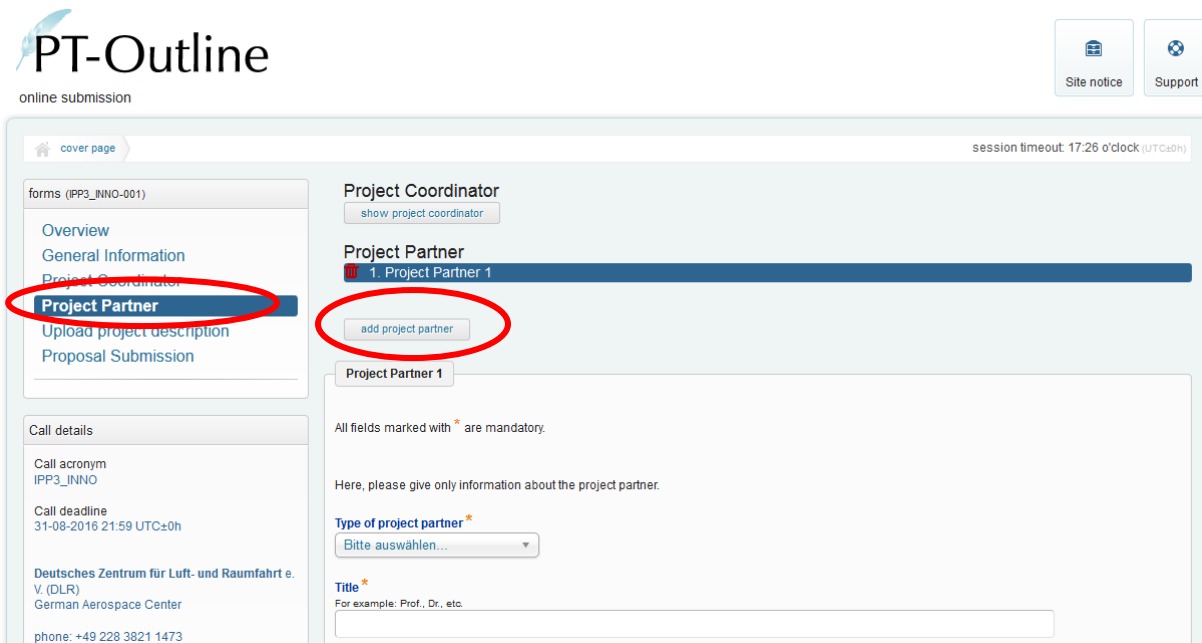 PT-Outline
online submission
Site notice
Support
cover page
session timeout: 17:26 o'clock (UTC±0h)
forms (IPP3_INNO-001)
Overview
General Information
Project Coordinator
Project Partner
Upload project description
Proposal Submission
Call details
Call acronym
IPP3_INNO
Call deadline
31-08-2016 21:59 UTC±0h
Deutsches Zentrum für Luft- und Raumfahrt e.
V. (DLR)
German Aerospace Center
phone: +49 228 3821 1473
Project Coordinator
show project coordinator
Project Partner
1. Project Partner 1
add project partner
Project Partner 1
All fields marked with * are mandatory.
Here, please give only information about the project partner.
Type of project partner *
Bitte auswählen...
Title *
For example: Prof., Dr., etc.